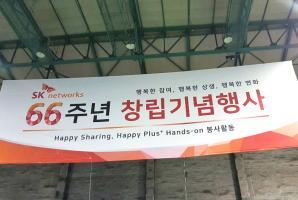 SK networks
행복한 참여, 행복한 상생, 행복한 변화
66주년 창립기념행사
Happy Sharing, Happy Plus+ Hands-on 봉사활동